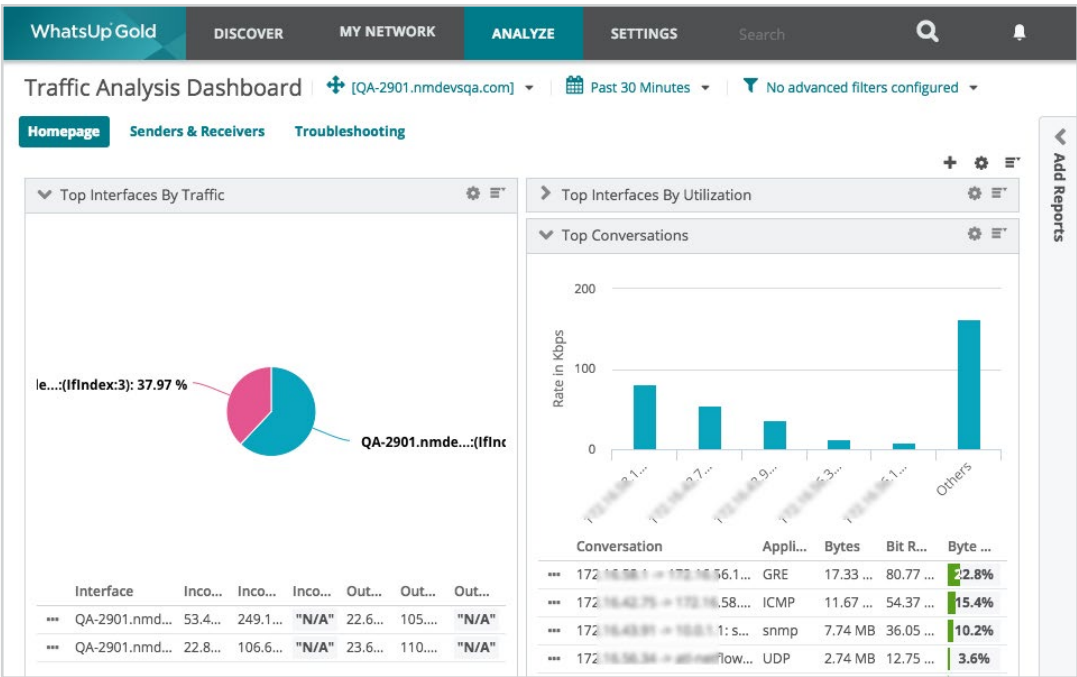 WhatsUp Gold DISCOVER MY NETWORK ANALYZE SETTINGS Search
Traffic Analysis Dashboard [QA-2901.nmdevsqa.com] Past 30 Minutes No advanced filters configured
Homepage Senders & Receivers Troubleshooting
Add Reports
Top Interfaces By Traffic
le...:(IfIndex:3): 37.97 %
QA-2901.nmde...:(IfInd
Interface Inco... Inco... Inco... Out... Out... Out...
QA-2901.nmd... 53.4... 249.1... "N/A" 22.6... 105.... "N/A"
QA-2901.nmd... 22.8... 106.6... "N/A" 23.6... 110.... "N/A"
Top Interfaces By Utilization
Top Conversations
Rate in Kbps
200
100
0
Others
Conversation Appli... Bytes Bit R... Byte ...
56.1... GRE 17.33 ... 80.77 ... 22.8%
.58.... ICMP 11.67 ... 54.37 ... 15.4%
1: s... snmp 7.74 MB 36.05 ... 10.2%
flow... UDP 2.74 MB 12.75 ... 3.6%